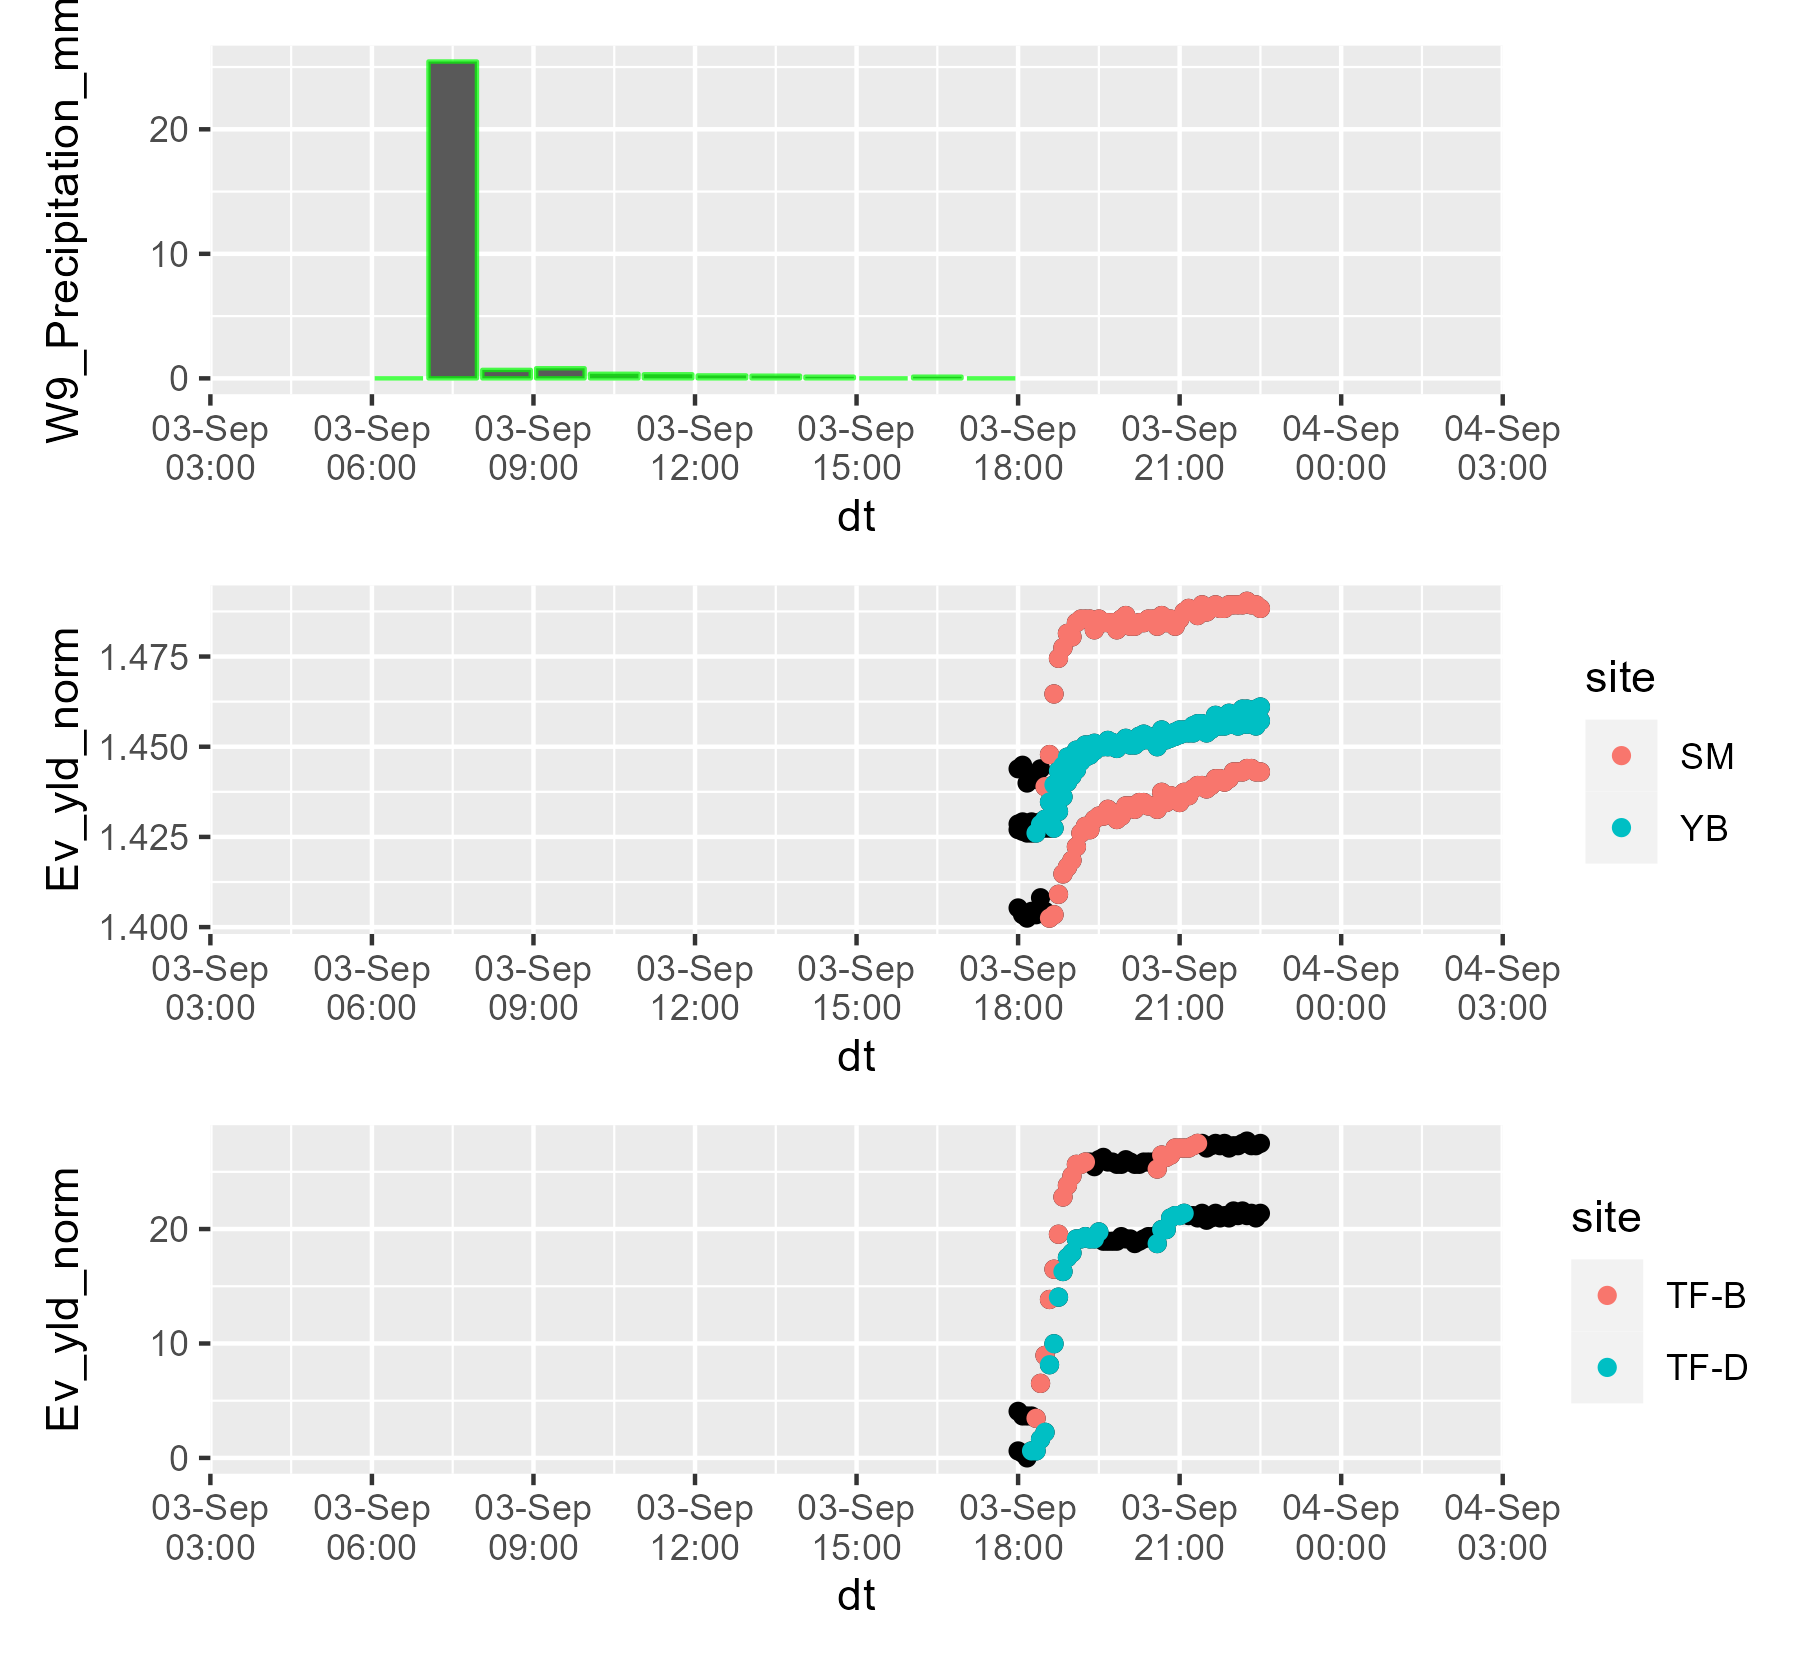 W9_Precipitation_mm
20
10
0
03-Sep 03-Sep 03-Sep 03-Sep 03-Sep 03-Sep 03-Sep 04-Sep 04-Sep
03:00 06:00 09:00 12:00 15:00 18:00 21:00 00:00 03:00
dt
Ev_yld_norm
1.475
1.450
1.425
1.400
03-Sep 03-Sep 03-Sep 03-Sep 03-Sep 03-Sep 03-Sep 04-Sep 04-Sep
03:00 06:00 09:00 12:00 15:00 18:00 21:00 00:00 03:00
dt
site
SM
YB
Ev_yld_norm
20
10
0
03-Sep 03-Sep 03-Sep 03-Sep 03-Sep 03-Sep 03-Sep 04-Sep 04-Sep
03:00 06:00 09:00 12:00 15:00 18:00 21:00 00:00 03:00
dt
site
TF-B
TF-D